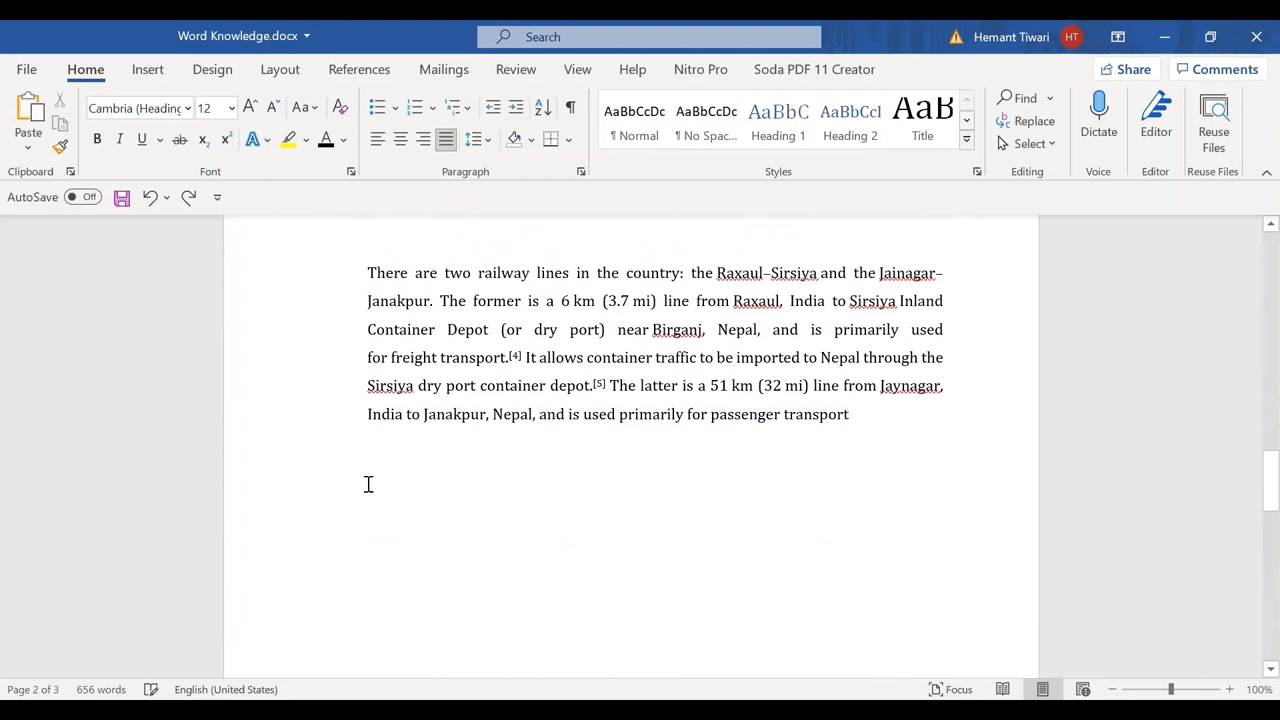 Word Knowledge.docx
Search
Hemant Tiwari HT
File Home Insert Design Layout References Mailings Review View Help Nitro Pro Soda PDF 11 Creator Share Comments
Cambria (Heading 12 Aa
AaBbCcDc AaBbCcDc AaBbC AaBbCcI AaB
Find
Paste
Replace
Dictate Editor Reuse Files
B I U ab x₂ x² A A
¶ Normal ¶ No Spac... Heading 1 Heading 2 Title
Select
Clipboard Font Paragraph Styles Editing Voice Editor Reuse Files
AutoSave Off
There are two railway lines in the country: the Raxaul–Sirsiya and the Jainagar–
Janakpur. The former is a 6 km (3.7 mi) line from Raxaul, India to Sirsiya Inland
Container Depot (or dry port) near Birganj, Nepal, and is primarily used
for freight transport.[4] It allows container traffic to be imported to Nepal through the
Sirsiya dry port container depot.[5] The latter is a 51 km (32 mi) line from Jaynagar,
India to Janakpur, Nepal, and is used primarily for passenger transport
Page 2 of 3 656 words English (United States) Focus 100%